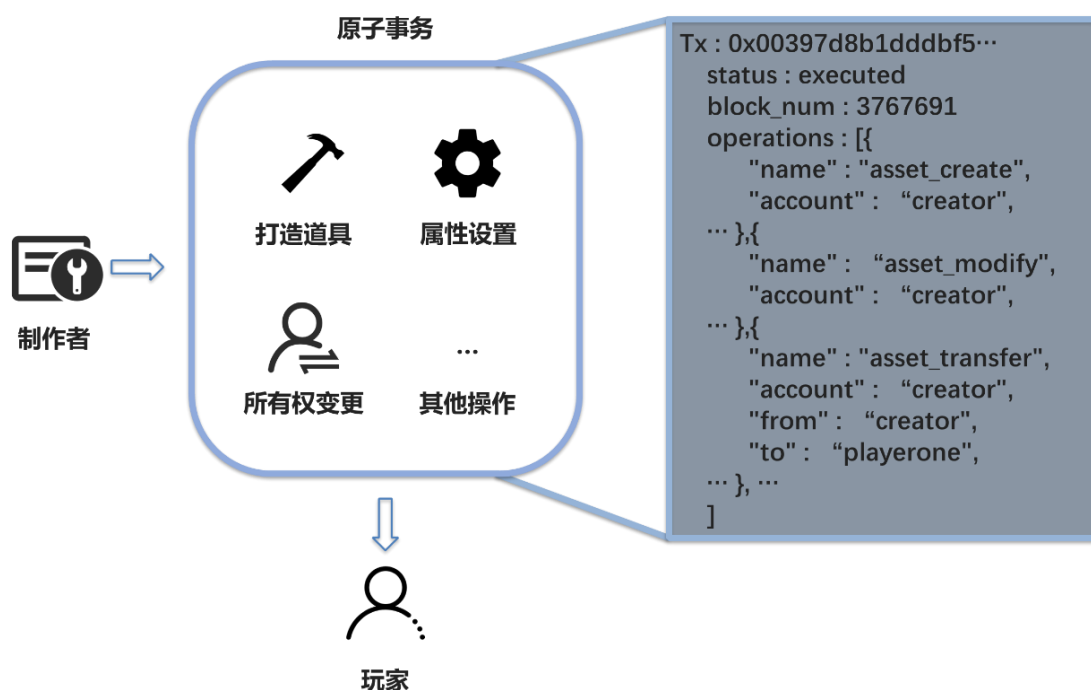 原子事务
打造道具
属性设置
所有权变更
...
其他操作
制作者
玩家
Tx : 0x00397d8b1dddbf5···
status : executed
block_num : 3767691
operations : [{
"name" : "asset_create",
"account" : “creator",
··· },{
"name" : “asset_modify",
"account" : “creator",
··· },{
"name" : "asset_transfer",
"account" : “creator",
"from" : “creator",
"to" : “playerone",
··· }, ···
]